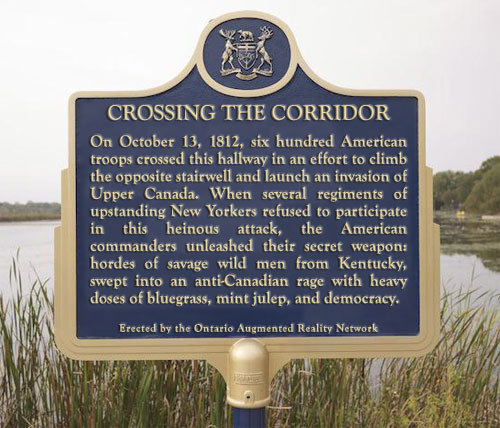 CROSSING THE CORRIDOR
On October 13, 1812, six hundred American
troops crossed this hallway in an effort to climb
the opposite stairwell and launch an invasion of
Upper Canada. When several regiments of
upstanding New Yorkers refused to participate
in this heinous attack, the American
commanders unleashed their secret weapon:
hordes of savage wild men from Kentucky,
swept into an anti-Canadian rage with heavy
doses of bluegrass, mint julep, and democracy.
Erected by the Ontario Augmented Reality Network